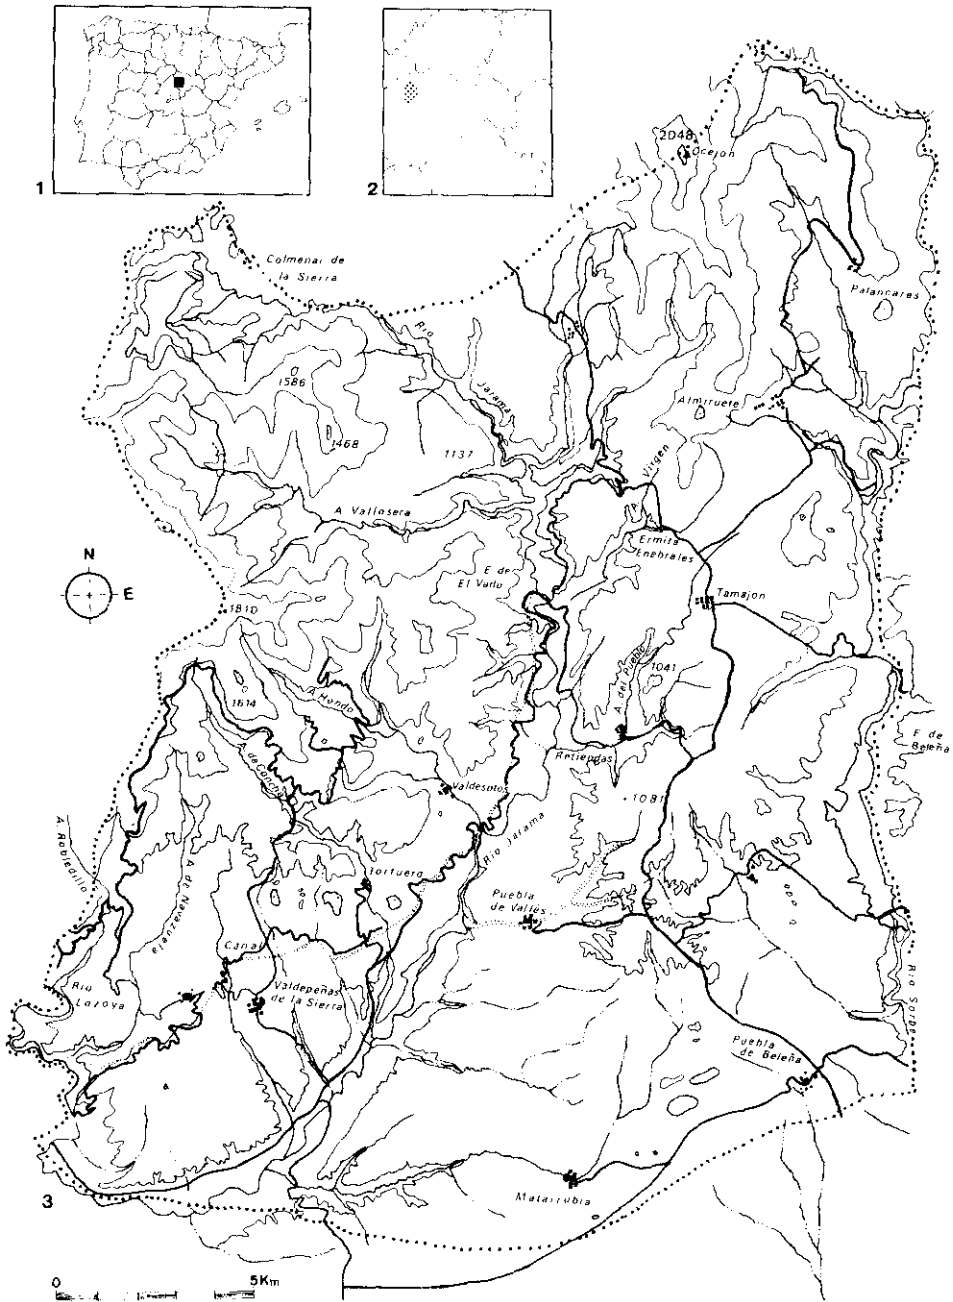 1
2
2048
Ocejon
Colmenar de
la Sierra
Palancares
Río
Jarama
1586
1468
1137
Almiruete
Virgen
A Vallosera
Ermita
Enebrales
N
E
E de
El Vado
Tamajon
1810
A. del Pueblo
1041
1614
A. Hondo
A. de Concha
Retiendas
E de
Beleña
Valdesotos
1081
Río Jarama
A. Robledillo
A de Navazuela
Tortuero
Puebla
de Valles
Canal
Río
Lozoya
Valdepeñas
de la Sierra
Río Sorbe
Puebla
de Beleña
3
Matarrubia
0
5Km